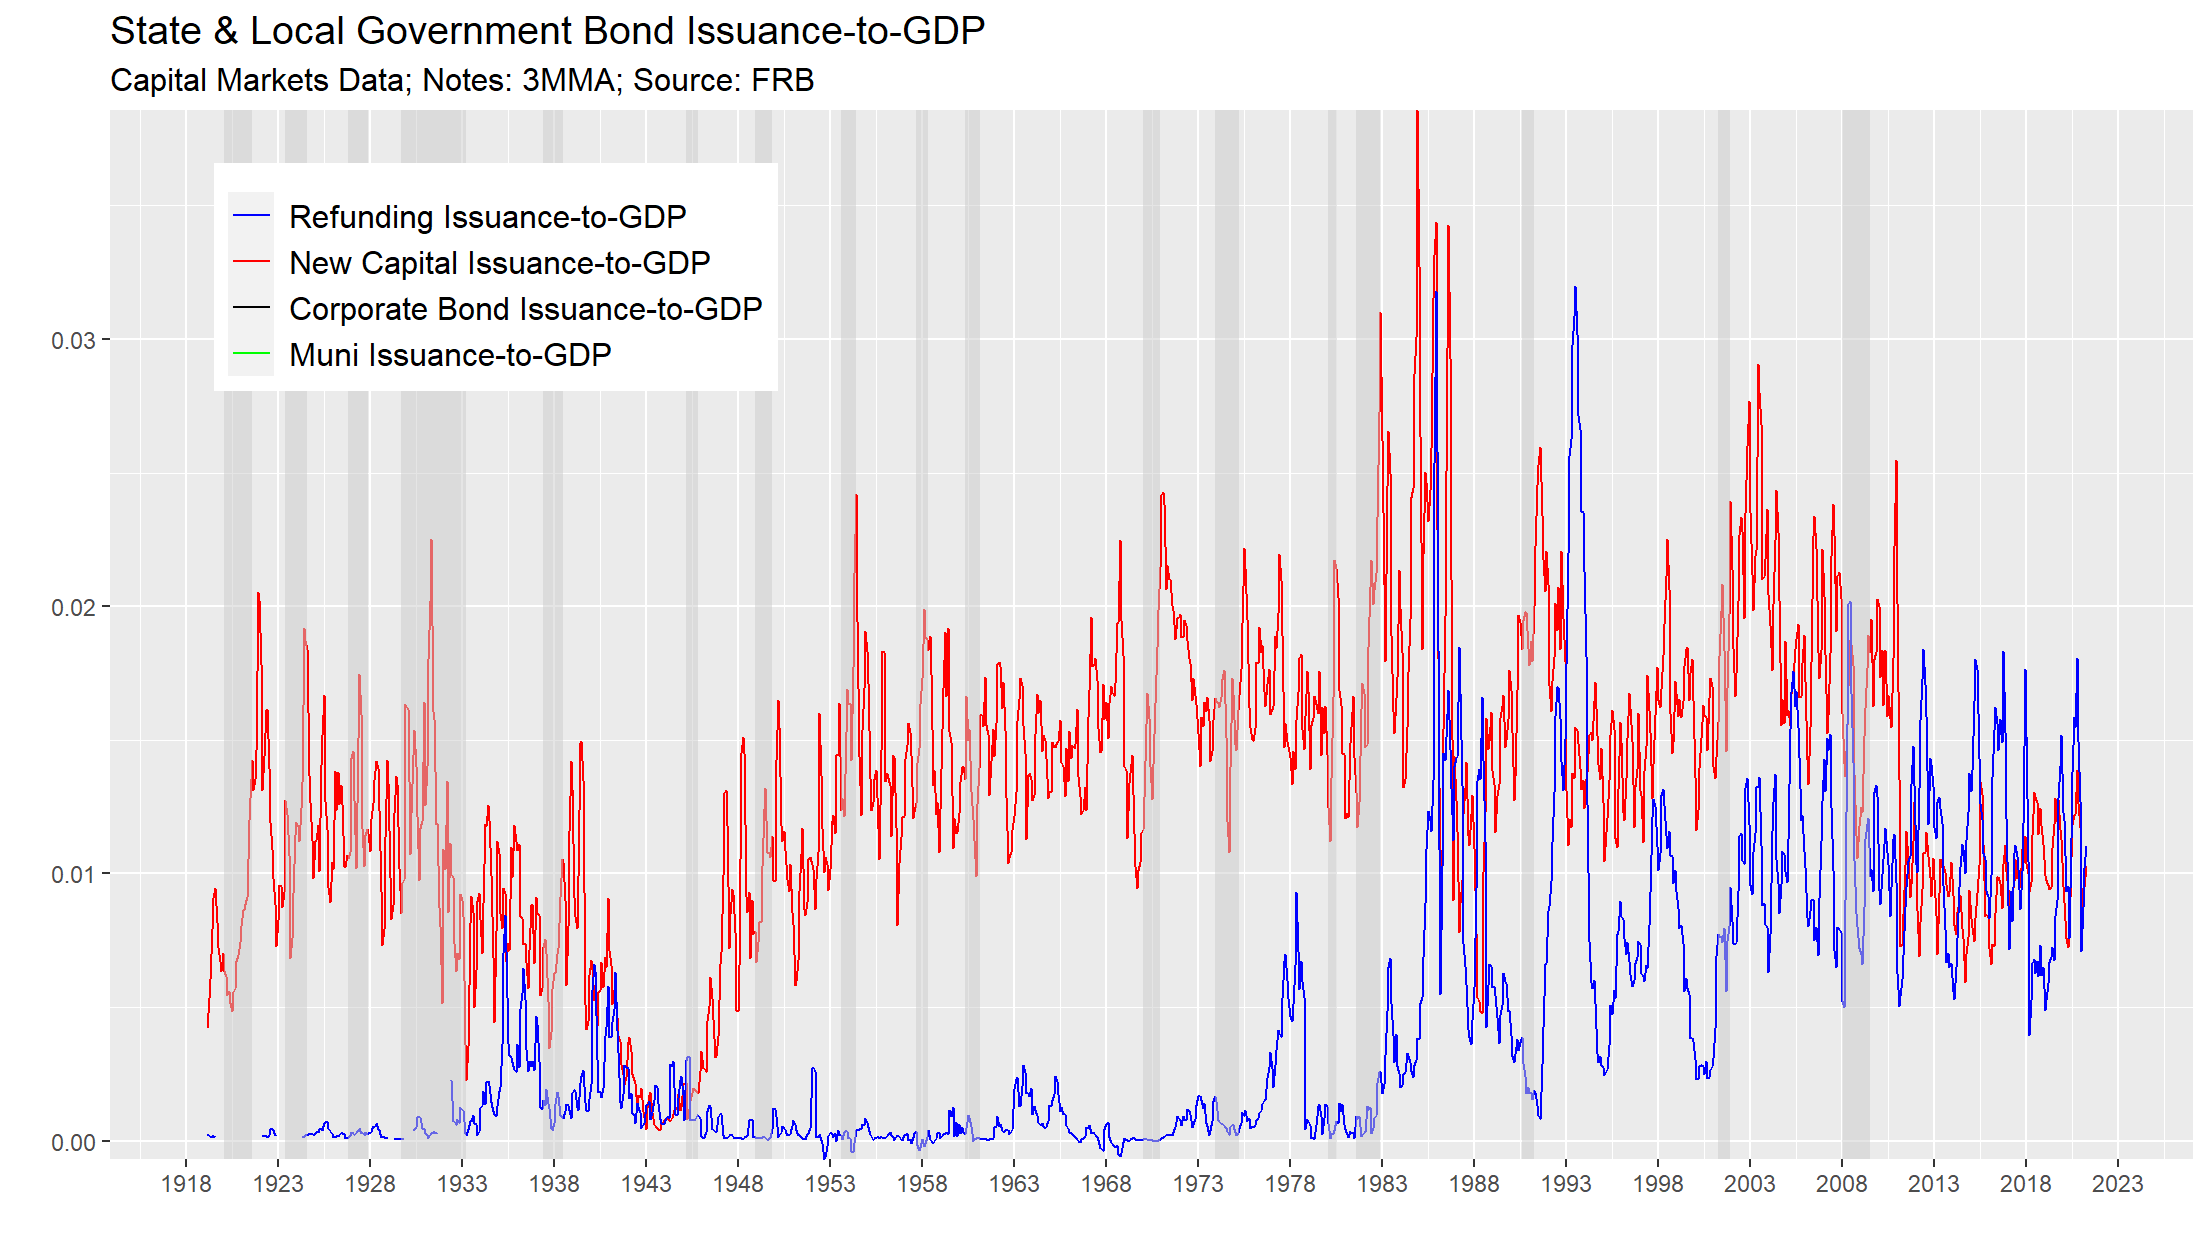 State & Local Government Bond Issuance-to-GDP
Capital Markets Data; Notes: 3MMA; Source: FRB
Refunding Issuance-to-GDP
New Capital Issuance-to-GDP
Corporate Bond Issuance-to-GDP
Muni Issuance-to-GDP
0.03
0.02
0.01
0.00
1918 1923 1928 1933 1938 1943 1948 1953 1958 1963 1968 1973 1978 1983 1988 1993 1998 2003 2008 2013 2018 2023